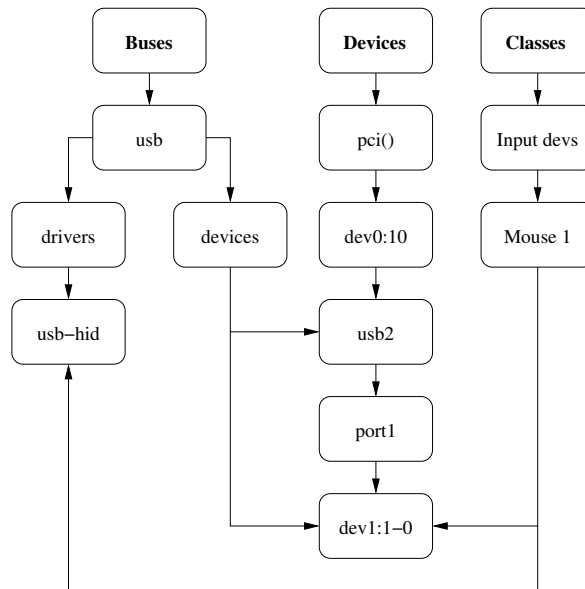 Buses
Devices
Classes
usb
pci()
Input devs
drivers
devices
dev0:10
Mouse 1
usb−hid
usb2
port1
dev1:1−0